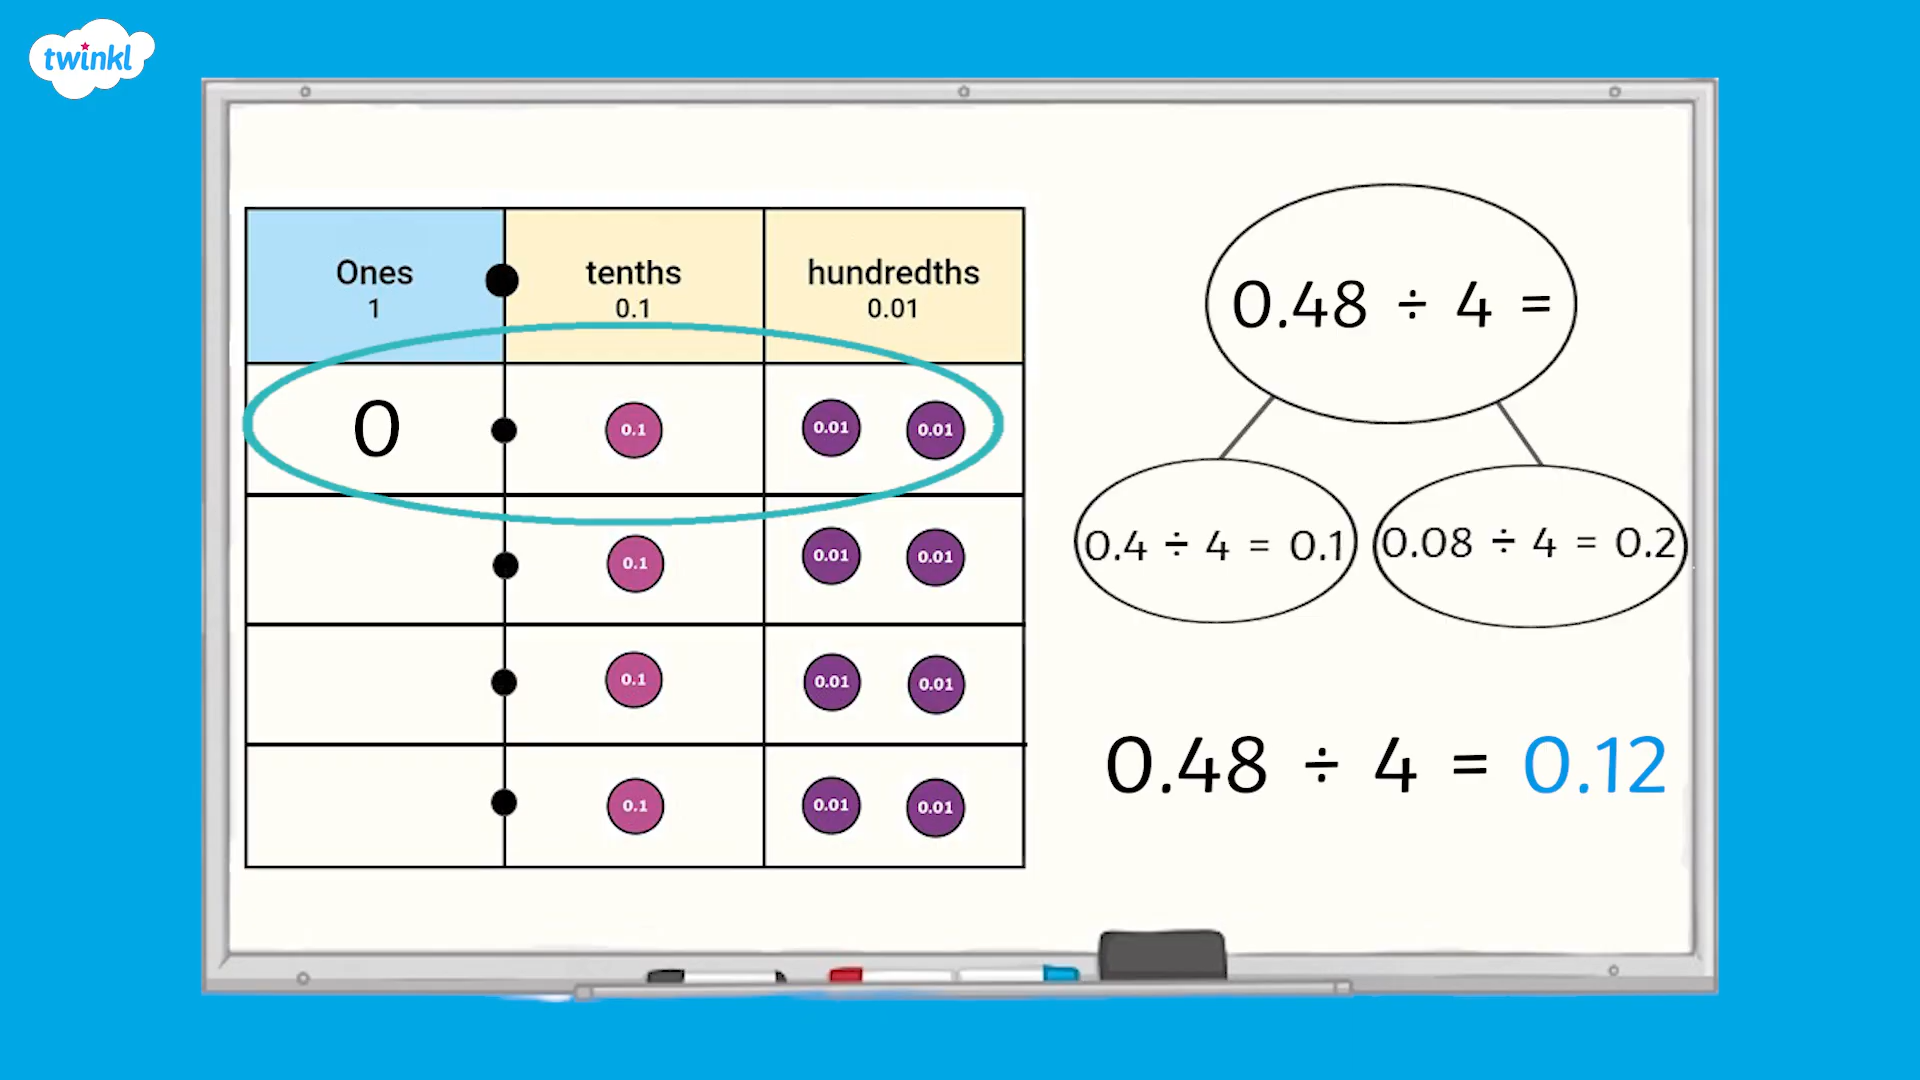 twinkl
Ones tenths hundredths
1 0.1 0.01
0 0.1 0.01 0.01
0.1 0.01 0.01
0.1 0.01 0.01
0.1 0.01 0.01
0.48 ÷ 4 =
0.4 ÷ 4 = 0.1
0.08 ÷ 4 = 0.2
0.48 ÷ 4 = 0.12